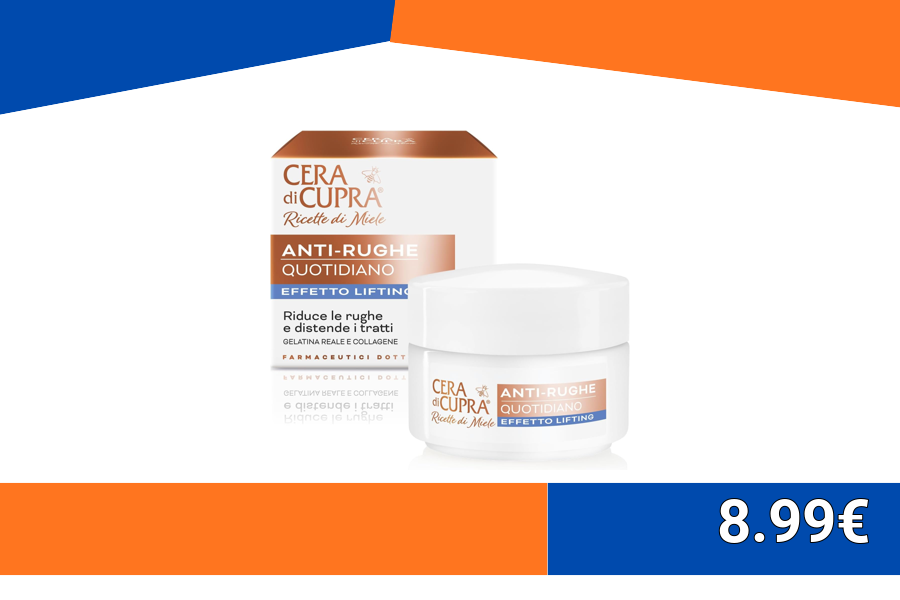 CERA
di CUPRA®
Ricette di Miele
ANTI-RUGHE
QUOTIDIANO
EFFETTO LIFTING
Riduce le rughe
e distende i tratti
GELATINA REALE E COLLAGENE
FARMACEUTICI DOTT
CERA
di CUPRA®
Ricette di Miele
ANTI-RUGHE
QUOTIDIANO
EFFETTO LIFTING
8.99€